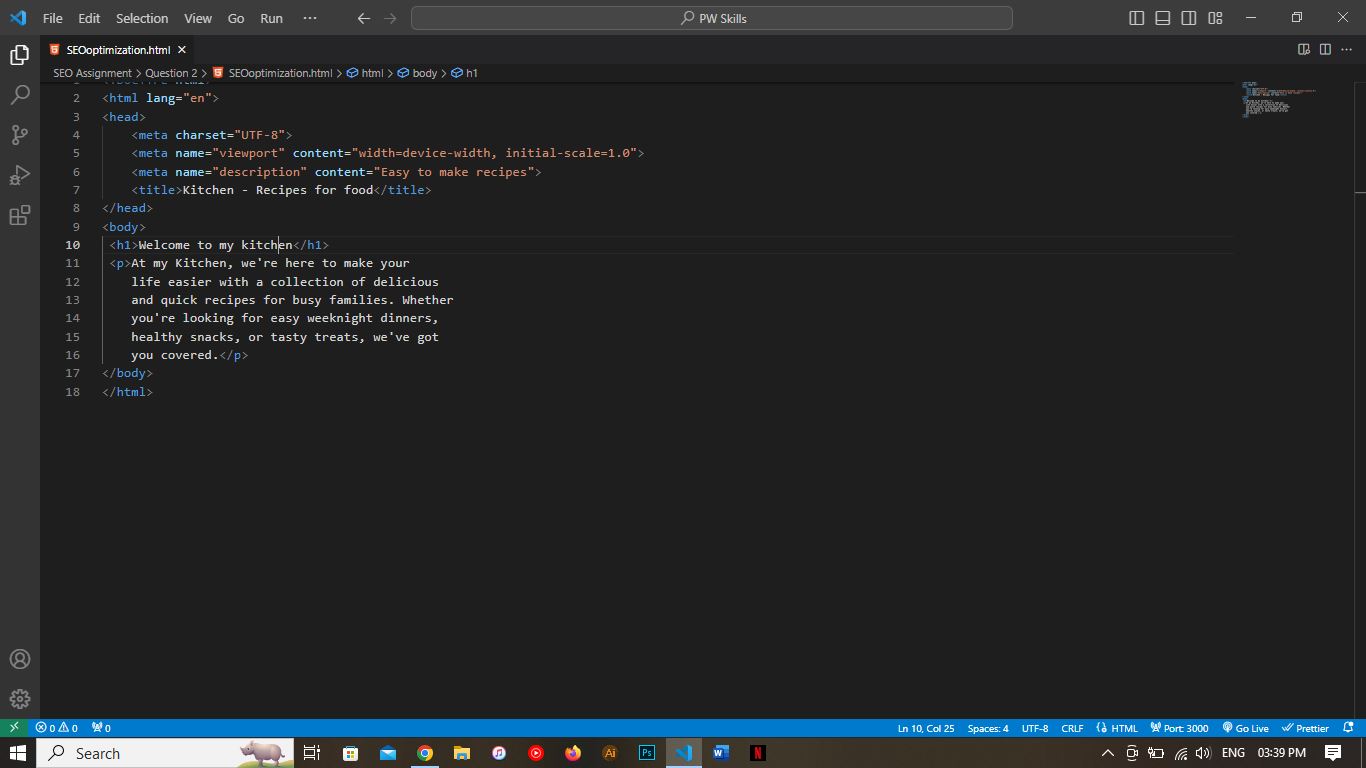 File Edit Selection View Go Run ··· PW Skills
SEOoptimization.html
SEO Assignment > Question 2 > SEOoptimization.html > html > body > h1
2 <html lang="en">
3 <head>
4 <meta charset="UTF-8">
5 <meta name="viewport" content="width=device-width, initial-scale=1.0">
6 <meta name="description" content="Easy to make recipes">
7 <title>Kitchen - Recipes for food</title>
8 </head>
9 <body>
10 <h1>Welcome to my kitchen</h1>
11 <p>At my Kitchen, we're here to make your
12 life easier with a collection of delicious
13 and quick recipes for busy families. Whether
14 you're looking for easy weeknight dinners,
15 healthy snacks, or tasty treats, we've got
16 you covered.</p>
17 </body>
18 </html>
0 0 0 Ln 10, Col 25 Spaces: 4 UTF-8 CRLF HTML Port: 3000 Go Live Prettier
Search Ai Ps W N ENG 03:39 PM